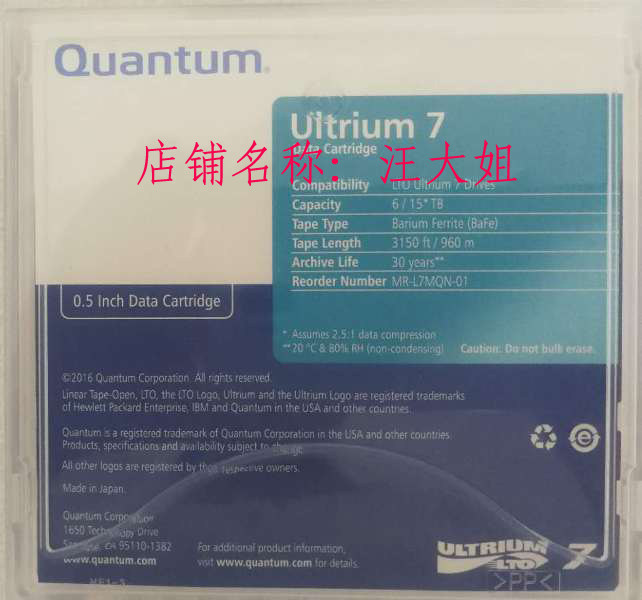 Quantum®
Ultrium 7
Data Cartridge
店铺名称：汪大姐
Compatibility LTO Ultrium 7 Drives
Capacity 6 / 15* TB
Tape Type Barium Ferrite (BaFe)
Tape Length 3150 ft / 960 m
Archive Life 30 years**
Reorder Number MR-L7MQN-01
0.5 Inch Data Cartridge
* Assumes 2.5:1 data compression
**20 °C & 80% RH (non-condensing) Caution: Do not bulk erase.
©2016 Quantum Corporation. All rights reserved.
Linear Tape-Open, LTO, the LTO Logo, Ultrium and the Ultrium Logo are registered trademarks
of Hewlett Packard Enterprise, IBM and Quantum in the USA and other countries.
Quantum is a registered trademark of Quantum Corporation in the USA and other countries.
Products, specifications and availability subject to change.
All other logos are registered by their respective owners.
Made in Japan.
Quantum Corporation
1650 Technology Drive
San Jose, CA 95110-1382
www.quantum.com
For additional product information,
visit www.quantum.com for details.
ULTRIUM 7
LTO
>PP<